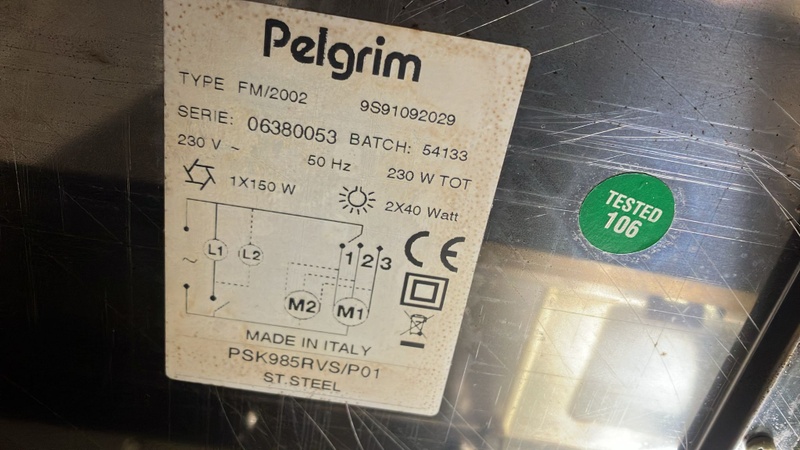 Pelgrim
TYPE FM/2002 9S91092029
SERIE: 06380053 BATCH: 54133
230 V ~ 50 Hz 230 W TOT
1X150 W 2X40 Watt
L1 L2 1 2 3
~
M2 M1
CE
MADE IN ITALY
PSK985RVS/P01
ST.STEEL
TESTED
106